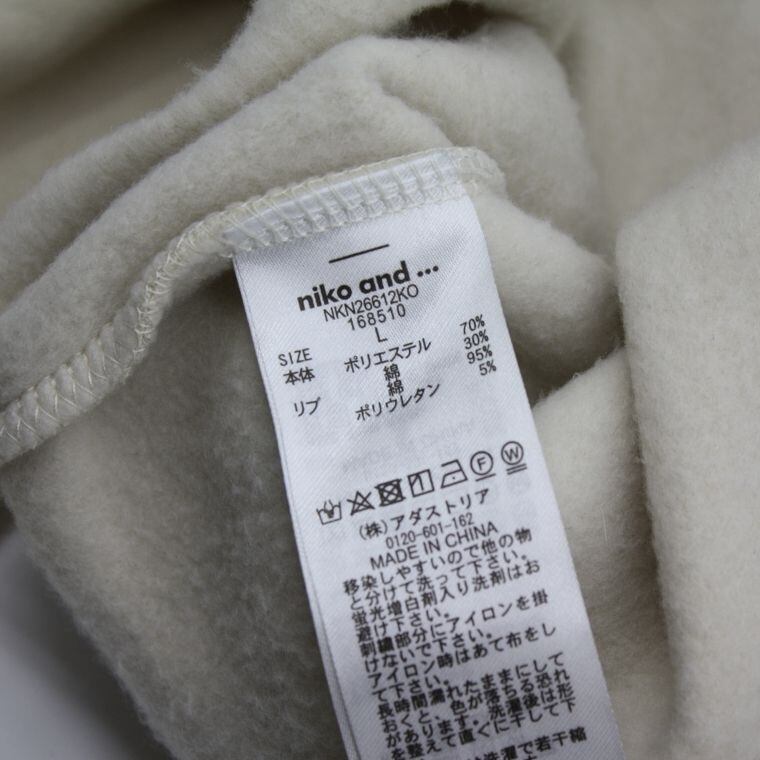 niko and ...
NKN26612KO
168510
SIZE L
本体 ポリエステル 70%
綿 30%
リブ 綿 95%
ポリウレタン 5%
(株)アダストリア
0120-601-162
MADE IN CHINA
移染しやすいので他の物
と分けて洗って下さい。
蛍光増白剤入り洗剤はお
避け下さい。
刺繍部分にアイロンを掛
けないで下さい。
アイロン時はあて布をし
て下さい。
長時間濡れたままにして
おくと、色が落ちる恐れ
があります。洗濯後は形
を整えて直ぐに干して下
洗濯で若干縮